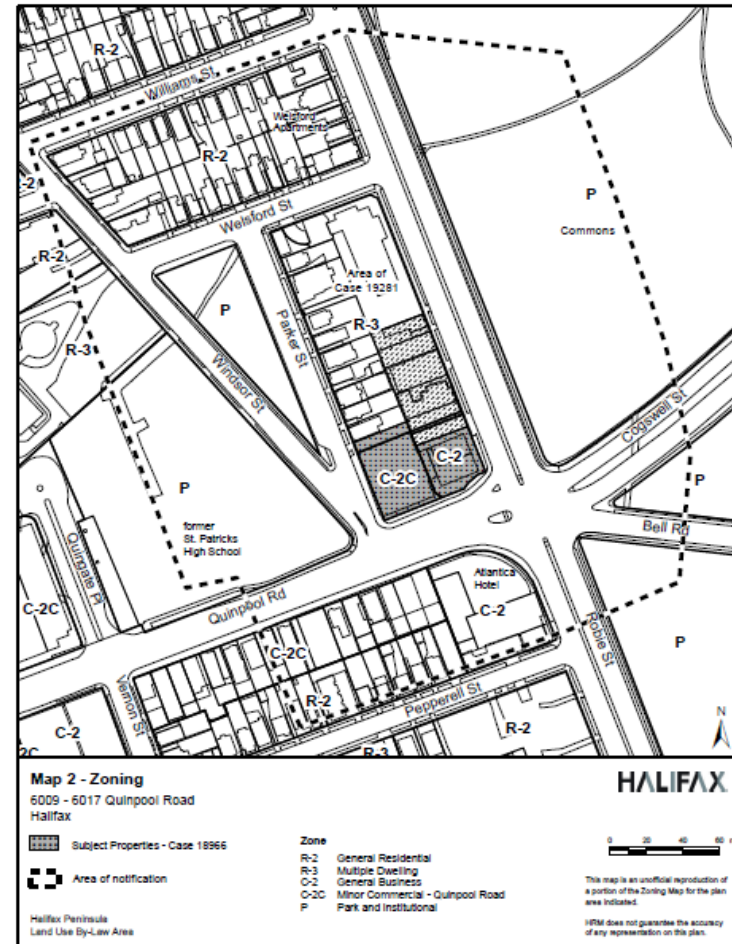 R-2
Williams St
Welsford
Apartments
R-2
R-2
P
Commons
Welsford St
R-2
Area of
Case 19281
P
R-3
R-3
Parker St
Windsor St
Cogswell St
C-2
C-2C
P
P
Bell Rd
former
St. Patricks
High School
Quingate Pl
Atlantica
Hotel
C-2C
C-2
Quinpool Rd
C-2C
Robie St
P
R-2
Pepperell St
Vernon St
C-2
R-2
2C
R-3
N
Map 2 - Zoning
6009 - 6017 Quinpool Road
Halifax
HALIFAX
Subject Properties - Case 18966
Area of notification
Halifax Peninsula
Land Use By-Law Area
Zone
R-2 General Residential
R-3 Multiple Dwelling
C-2 General Business
C-2C Minor Commercial - Quinpool Road
P Park and Institutional
0 20 40 60
This map is an unofficial reproduction of
a portion of the Zoning Map for the plan
area indicated.
HRM does not guarantee the accuracy
of any representation on this plan.